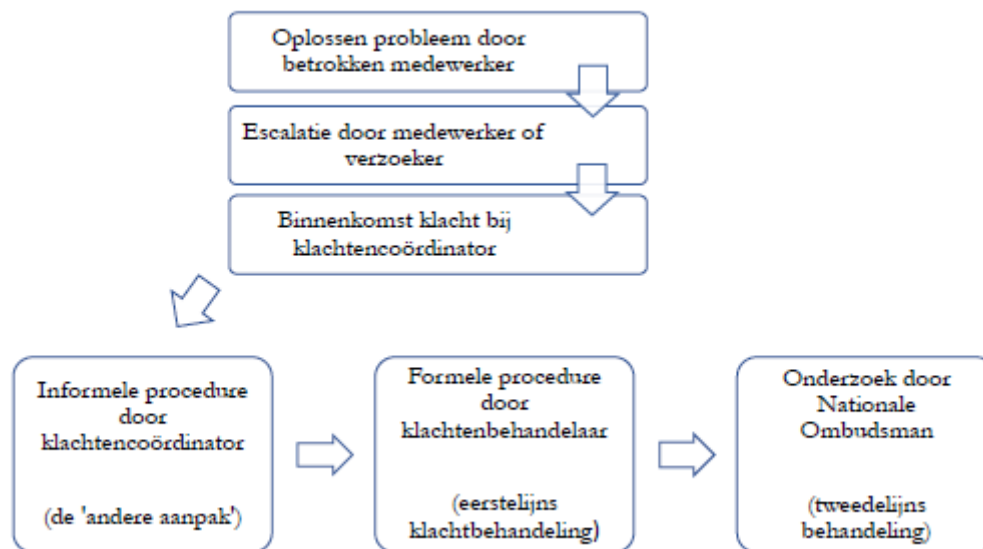 Oplossen probleem door
betrokken medewerker
Escalatie door medewerker of
verzoeker
Binnenkomst klacht bij
klachtencoördinator
Informele procedure
door
klachtencoördinator
(de 'andere aanpak')
Formele procedure
door
klachtenbehandelaar
(eerstelijns
klachtbehandeling)
Onderzoek door
Nationale
Ombudsman
(tweedelijns
behandeling)